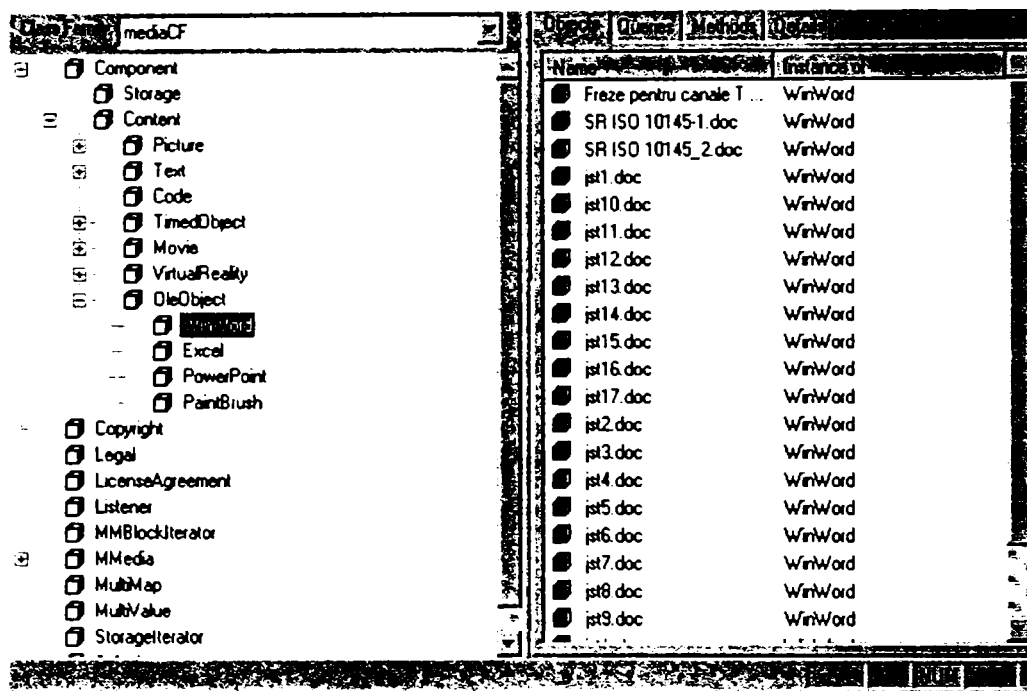 Class Family mediaCF
Component
Storage
Content
Picture
Text
Code
TimedObject
Movie
VirtualReality
OleObject
WinWord
Excel
PowerPoint
PaintBrush
Copyright
Legal
LicenseAgreement
Listener
MMBlockIterator
MMedia
MultiMap
MultiValue
StorageIterator
Objects Queries Methods Details
Name Instance of
Freze pentru canale T ... WinWord
SR ISO 10145-1.doc WinWord
SR ISO 10145_2.doc WinWord
jst1.doc WinWord
jst10.doc WinWord
jst11.doc WinWord
jst12.doc WinWord
jst13.doc WinWord
jst14.doc WinWord
jst15.doc WinWord
jst16.doc WinWord
jst17.doc WinWord
jst2.doc WinWord
jst3.doc WinWord
jst4.doc WinWord
jst5.doc WinWord
jst6.doc WinWord
jst7.doc WinWord
jst8.doc WinWord
jst9.doc WinWord
NUM